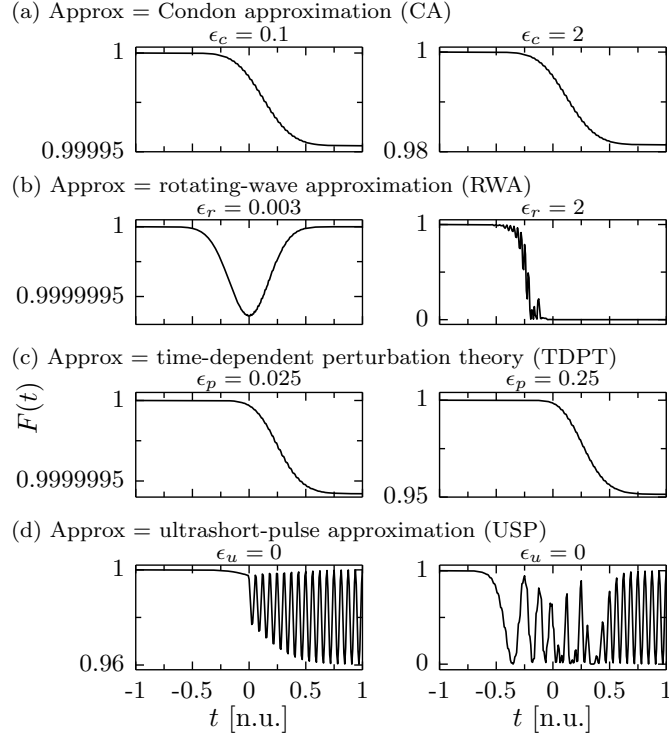 (a) Approx = Condon approximation (CA)
ϵc = 0.1 ϵc = 2
1 1
0.99995 0.98
(b) Approx = rotating-wave approximation (RWA)
ϵr = 0.003 ϵr = 2
1 1
0.9999995 0
(c) Approx = time-dependent perturbation theory (TDPT)
ϵp = 0.025 ϵp = 0.25
1 1
F(t)
0.9999995 0.95
(d) Approx = ultrashort-pulse approximation (USP)
ϵu = 0 ϵu = 0
1 1
0.96 0
-1 -0.5 0 0.5 1 -1 -0.5 0 0.5 1
t [n.u.] t [n.u.]